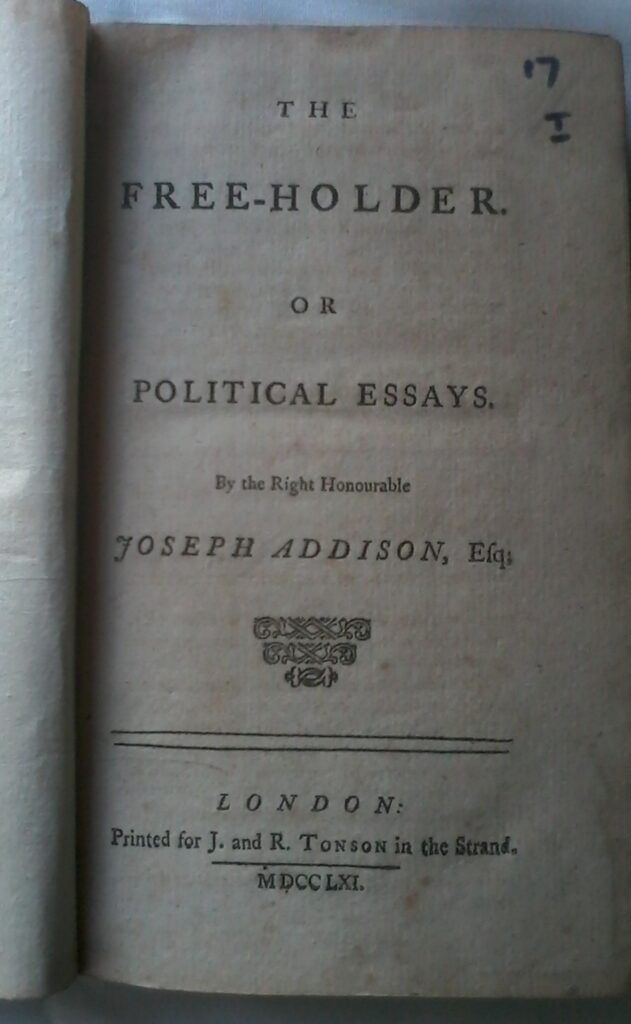 17
I
THE
FREE-HOLDER.
OR
POLITICAL ESSAYS.
By the Right Honourable
JOSEPH ADDISON, Eſq;
LONDON:
Printed for J. and R. TONSON in the Strand.
MDCCLXI.